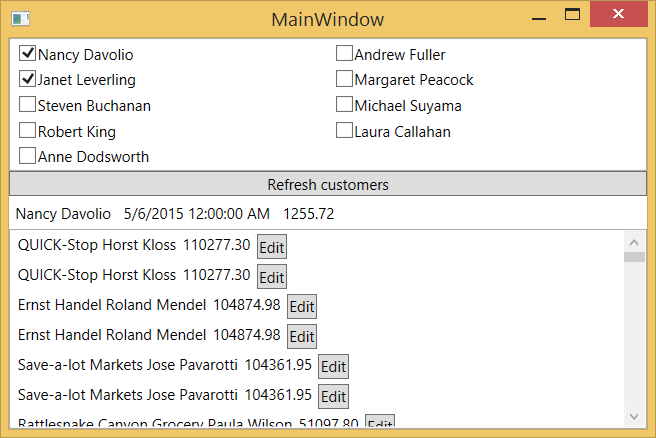 MainWindow
Nancy Davolio Andrew Fuller
Janet Leverling Margaret Peacock
Steven Buchanan Michael Suyama
Robert King Laura Callahan
Anne Dodsworth
Refresh customers
Nancy Davolio 5/6/2015 12:00:00 AM 1255.72
QUICK-Stop Horst Kloss 110277.30 Edit
QUICK-Stop Horst Kloss 110277.30 Edit
Ernst Handel Roland Mendel 104874.98 Edit
Ernst Handel Roland Mendel 104874.98 Edit
Save-a-lot Markets Jose Pavarotti 104361.95 Edit
Save-a-lot Markets Jose Pavarotti 104361.95 Edit
Rattlesnake Canyon Grocery Paula Wilson 51097.80 Edit